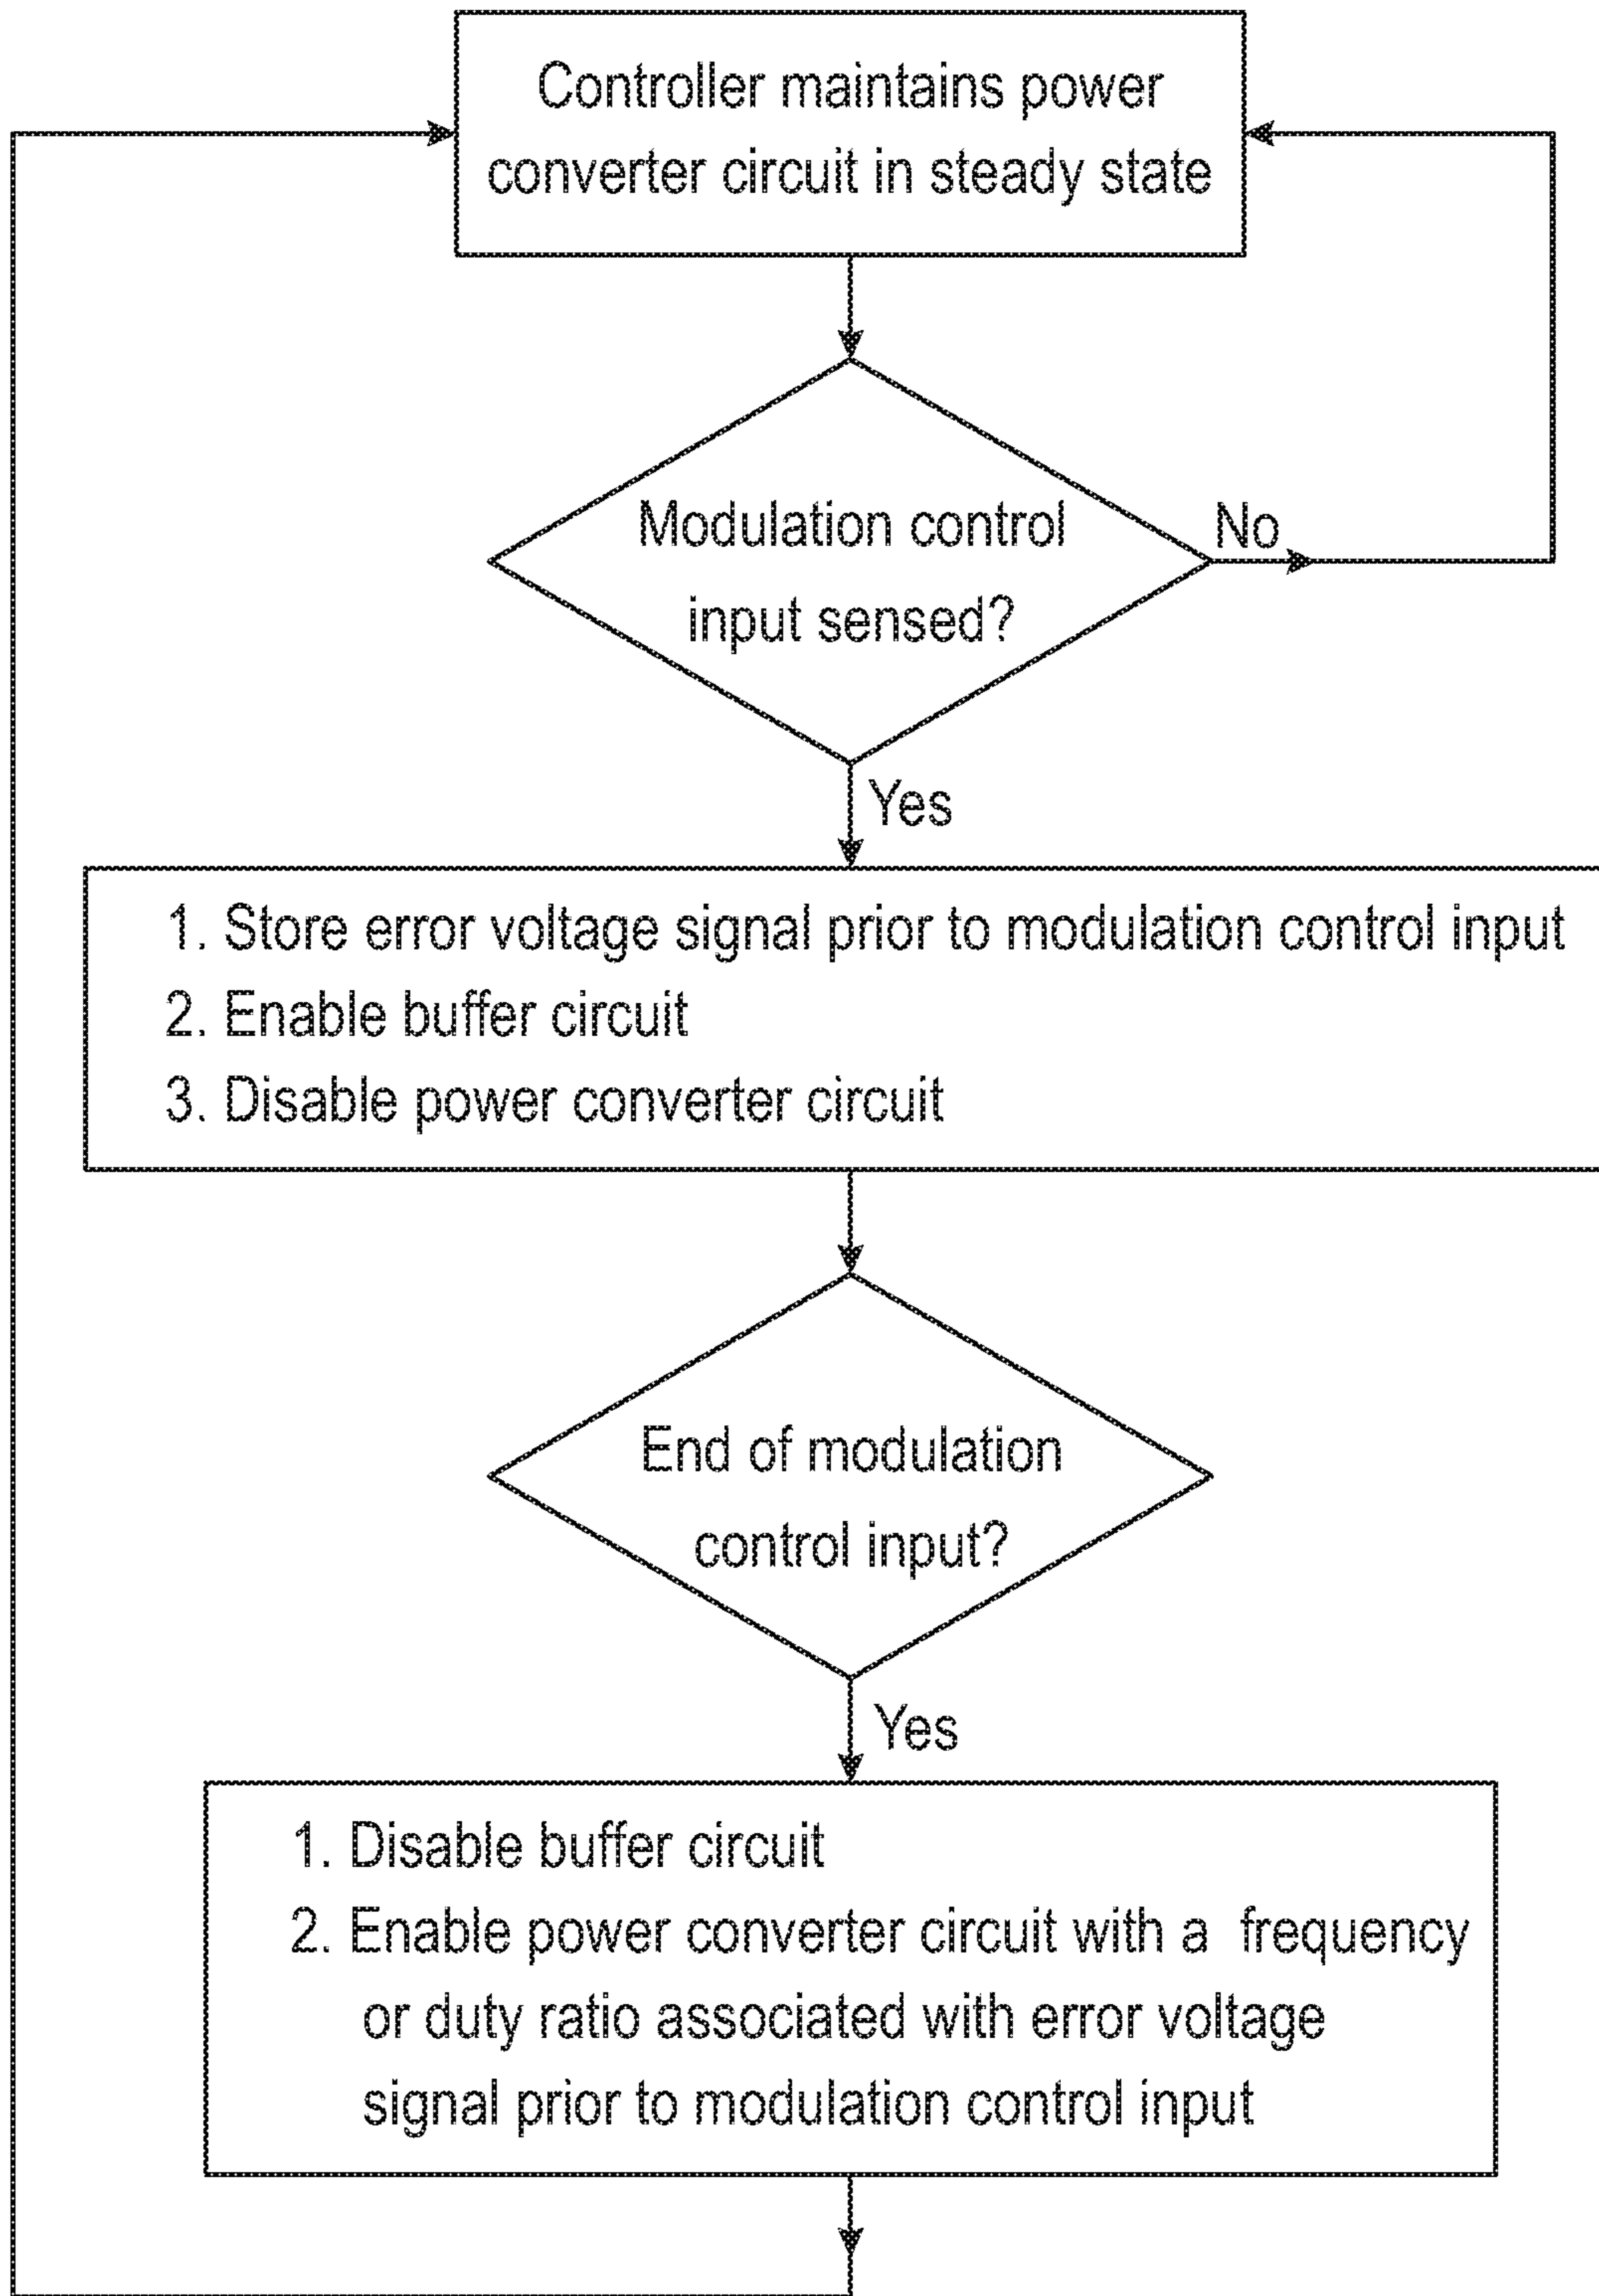 Controller maintains power
converter circuit in steady state
Modulation control
input sensed?
No
Yes
1. Store error voltage signal prior to modulation control input
2. Enable buffer circuit
3. Disable power converter circuit
End of modulation
control input?
Yes
1. Disable buffer circuit
2. Enable power converter circuit with a frequency
or duty ratio associated with error voltage
signal prior to modulation control input